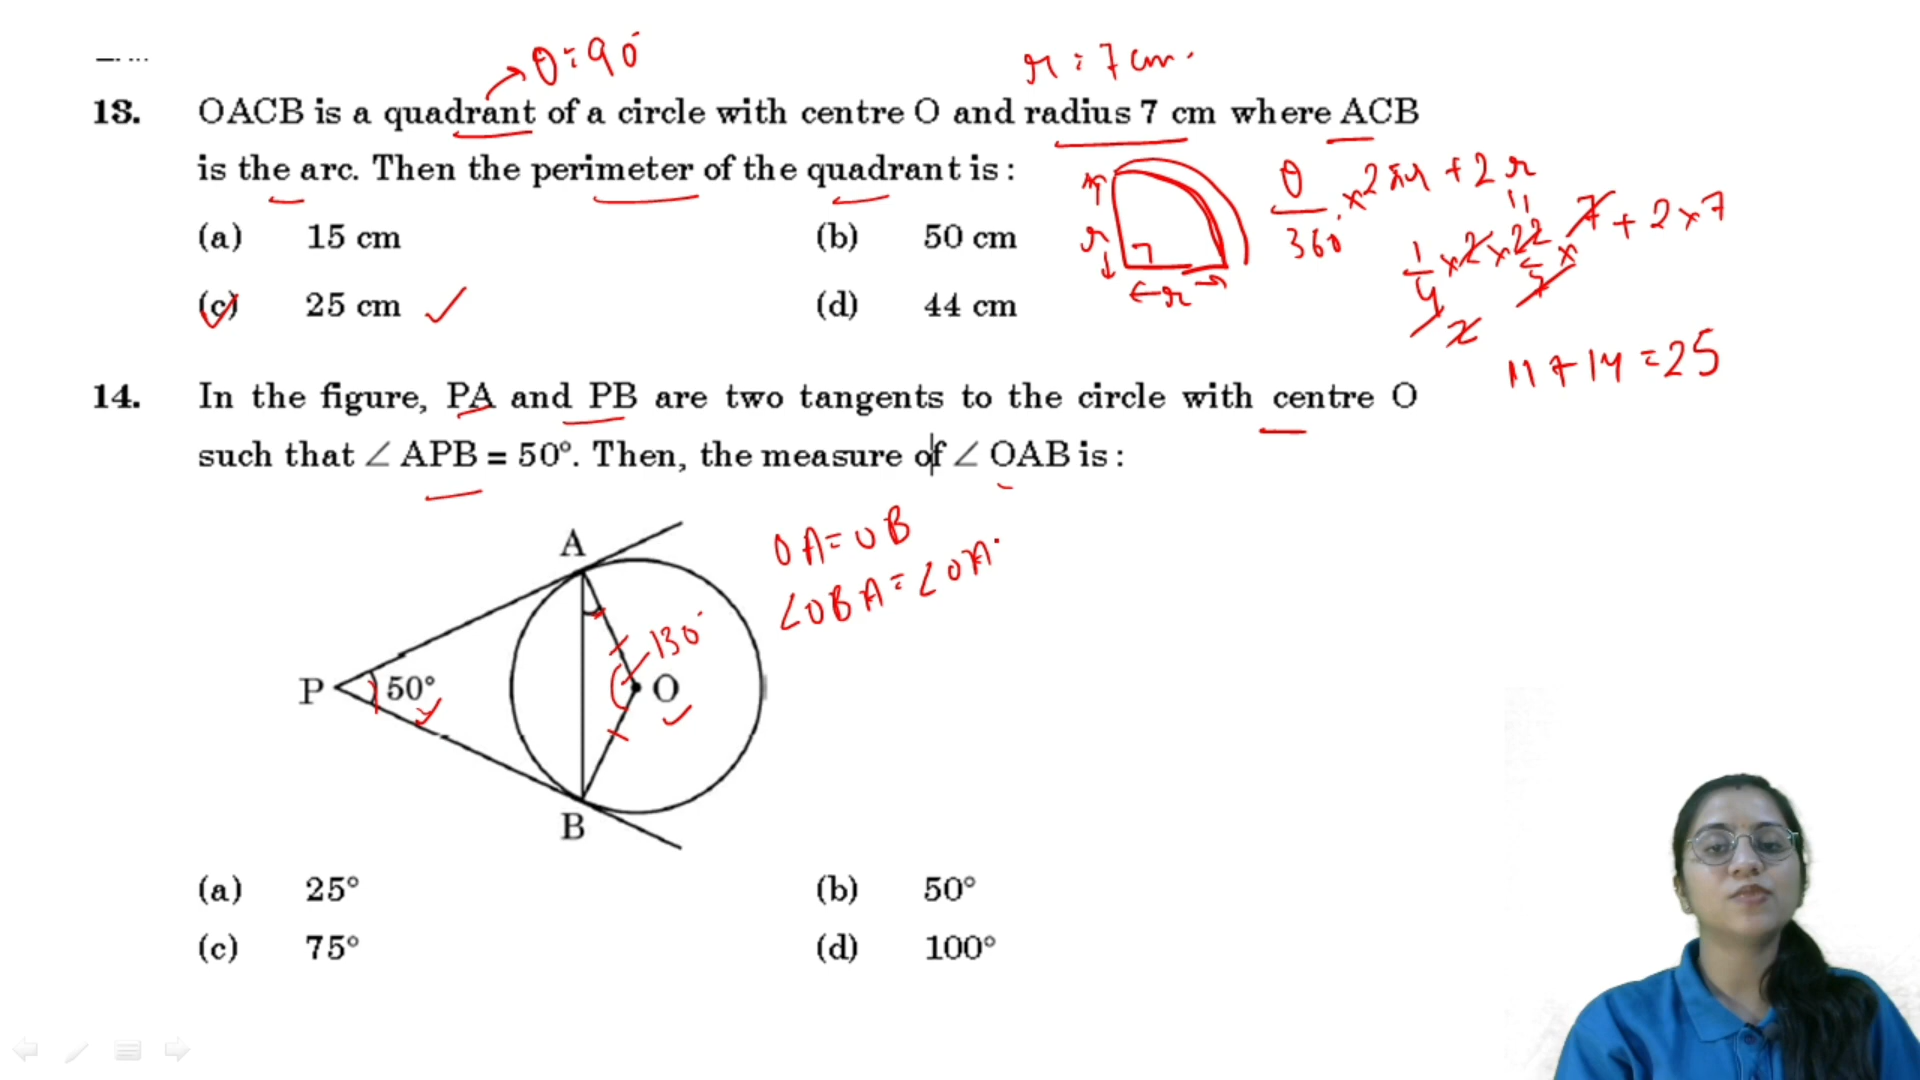 θ = 90°
r = 7 cm.
13. OACB is a quadrant of a circle with centre O and radius 7 cm where ACB
is the arc. Then the perimeter of the quadrant is :
(a) 15 cm (b) 50 cm
(c) 25 cm (d) 44 cm
r
r
θ/360° × 2πr + 2r
1/4 × 2 × 22/7 × 7 + 2 × 7
11
2
11 + 14 = 25
14. In the figure, PA and PB are two tangents to the circle with centre O
such that ∠ APB = 50°. Then, the measure of ∠ OAB is :
OA = OB
∠OBA = ∠OA
A
130°
P 50° O
B
(a) 25° (b) 50°
(c) 75° (d) 100°